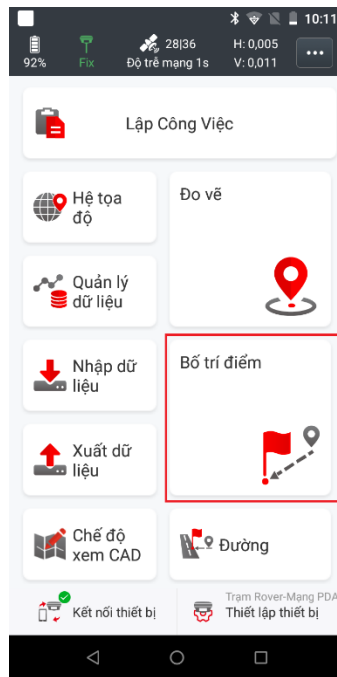 10:11
92%
Fix
28|36
Độ trễ mạng 1s
H: 0,005
V: 0,011
Lập Công Việc
Hệ tọa
độ
Đo vẽ
Quản lý
dữ liệu
Nhập dữ
liệu
Bố trí điểm
Xuất dữ
liệu
Chế độ
xem CAD
Đường
Kết nối thiết bị
Trạm Rover-Mạng PDA
Thiết lập thiết bị